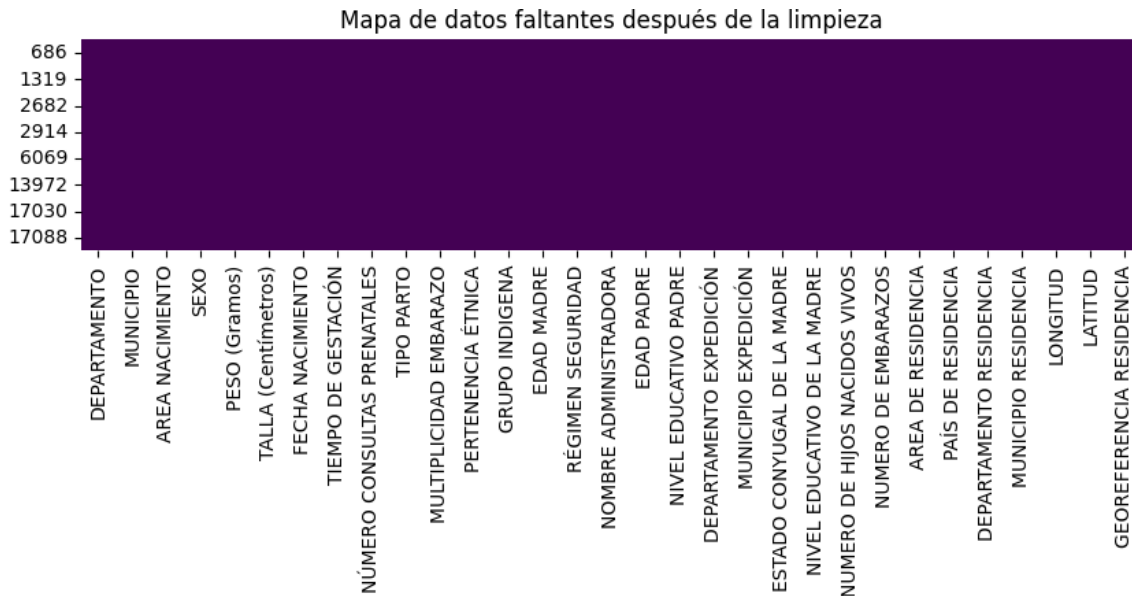 Mapa de datos faltantes después de la limpieza
686
1319
2682
2914
6069
13972
17030
17088
DEPARTAMENTO
MUNICIPIO
AREA NACIMIENTO
SEXO
PESO (Gramos)
TALLA (Centímetros)
FECHA NACIMIENTO
TIEMPO DE GESTACIÓN
NÚMERO CONSULTAS PRENATALES
TIPO PARTO
MULTIPLICIDAD EMBARAZO
PERTENENCIA ÉTNICA
GRUPO INDIGENA
EDAD MADRE
RÉGIMEN SEGURIDAD
NOMBRE ADMINISTRADORA
EDAD PADRE
NIVEL EDUCATIVO PADRE
DEPARTAMENTO EXPEDICIÓN
MUNICIPIO EXPEDICIÓN
ESTADO CONYUGAL DE LA MADRE
NIVEL EDUCATIVO DE LA MADRE
NUMERO DE HIJOS NACIDOS VIVOS
NUMERO DE EMBARAZOS
AREA DE RESIDENCIA
PAÍS DE RESIDENCIA
DEPARTAMENTO RESIDENCIA
MUNICIPIO RESIDENCIA
LONGITUD
LATITUD
GEOREFERENCIA RESIDENCIA